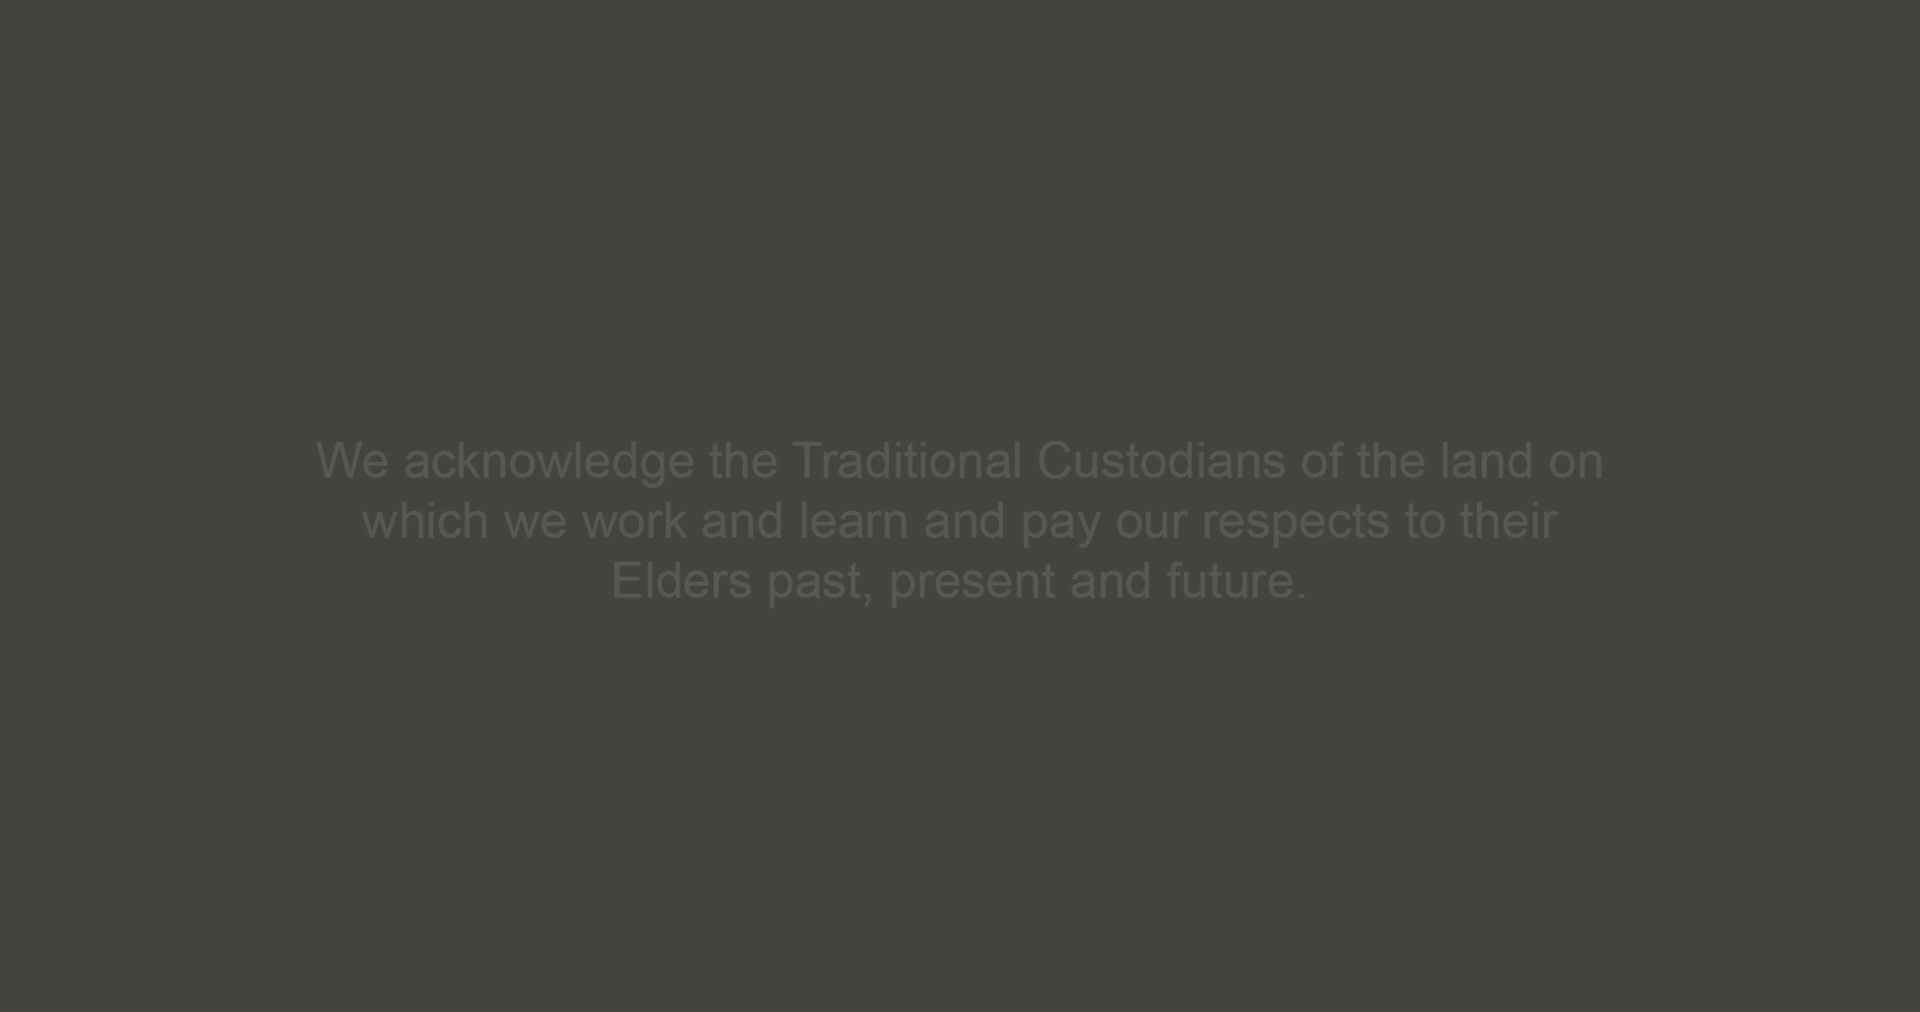 We acknowledge the Traditional Custodians of the land on
which we work and learn and pay our respects to their
Elders past, present and future.